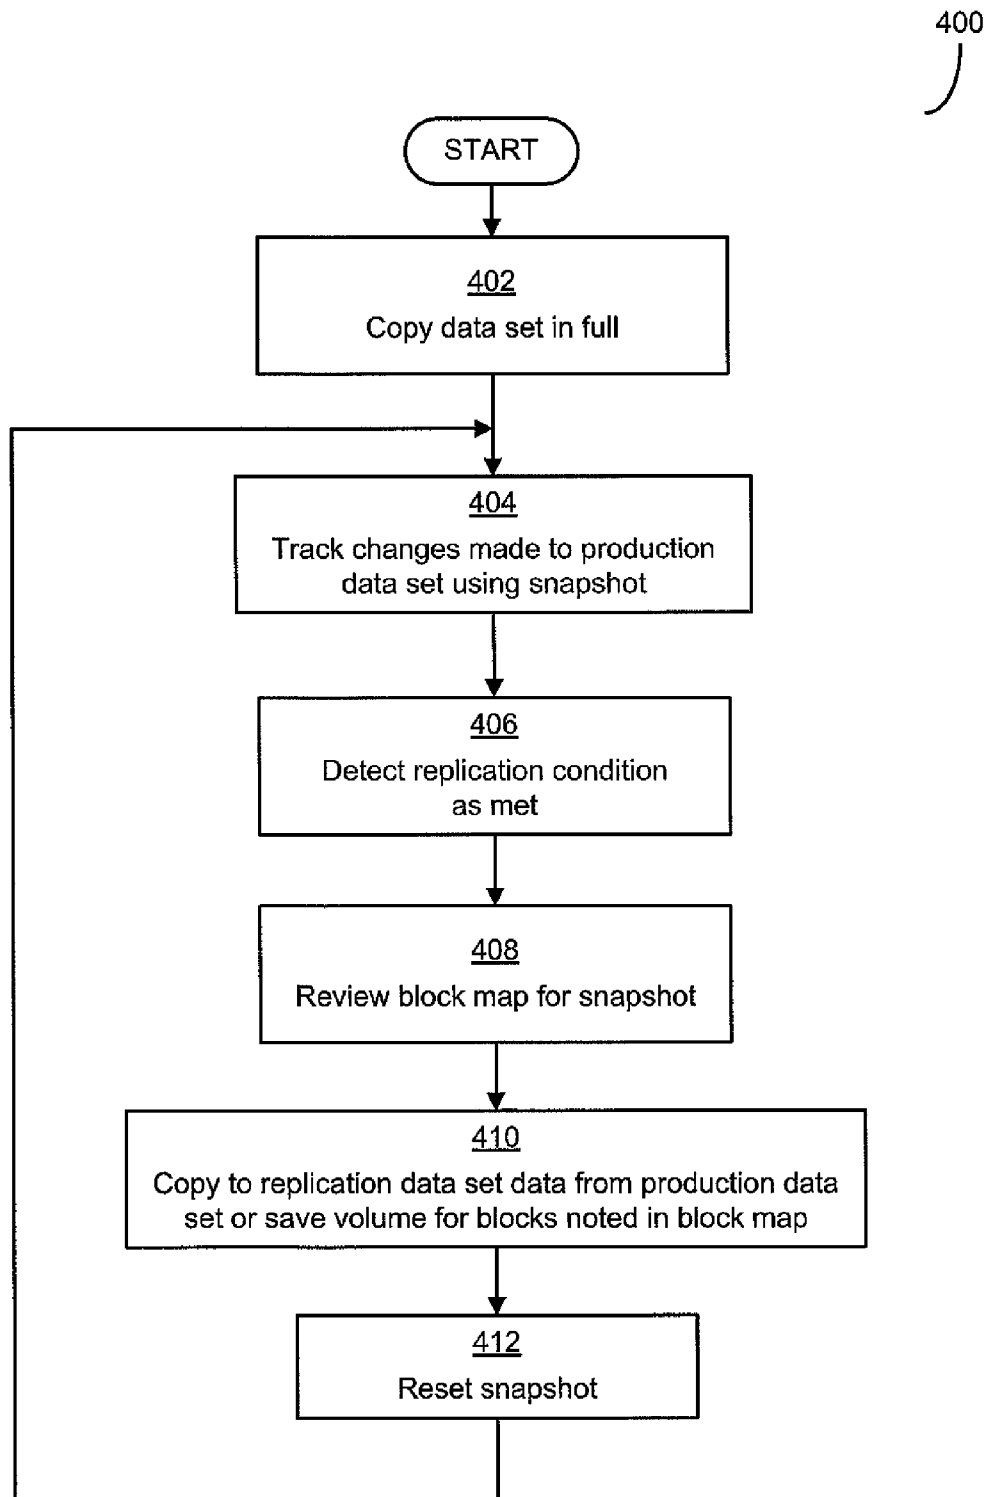 400
START
402
Copy data set in full
404
Track changes made to production
data set using snapshot
406
Detect replication condition
as met
408
Review block map for snapshot
410
Copy to replication data set data from production data
set or save volume for blocks noted in block map
412
Reset snapshot